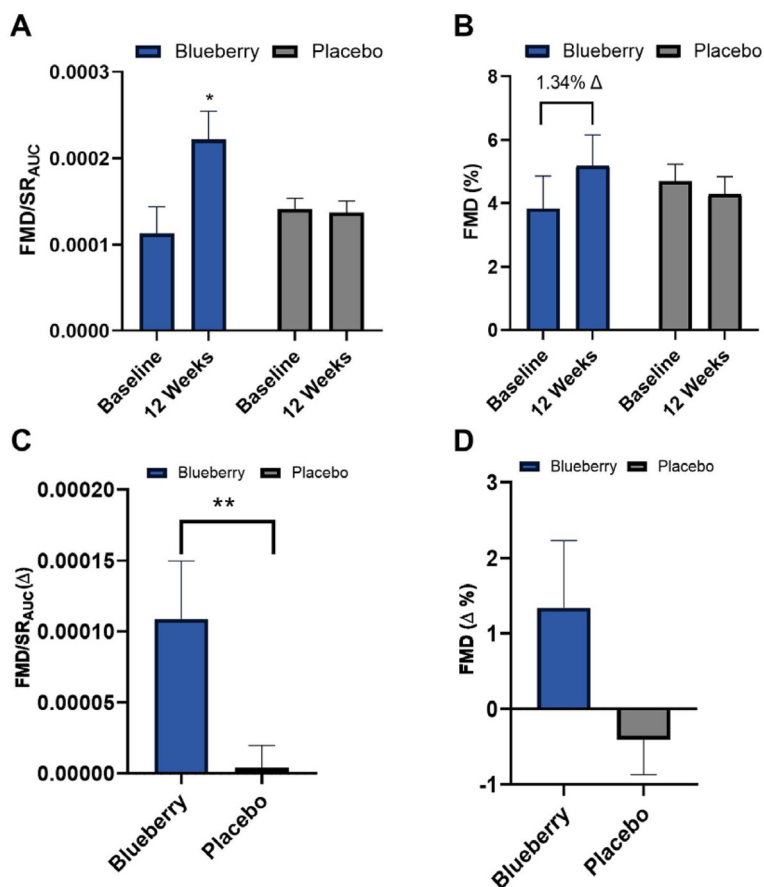 A
Blueberry Placebo
FMD/SR_AUC
0.0003
0.0002
0.0001
0.0000
*
Baseline
12 Weeks
Baseline
12 Weeks
B
Blueberry Placebo
FMD (%)
8
6
4
2
0
1.34% Δ
Baseline
12 Weeks
Baseline
12 Weeks
C
Blueberry Placebo
FMD/SR_AUC(Δ)
0.00020
0.00015
0.00010
0.00005
0.00000
**
Blueberry
Placebo
D
Blueberry Placebo
FMD (Δ %)
3
2
1
0
-1
Blueberry
Placebo